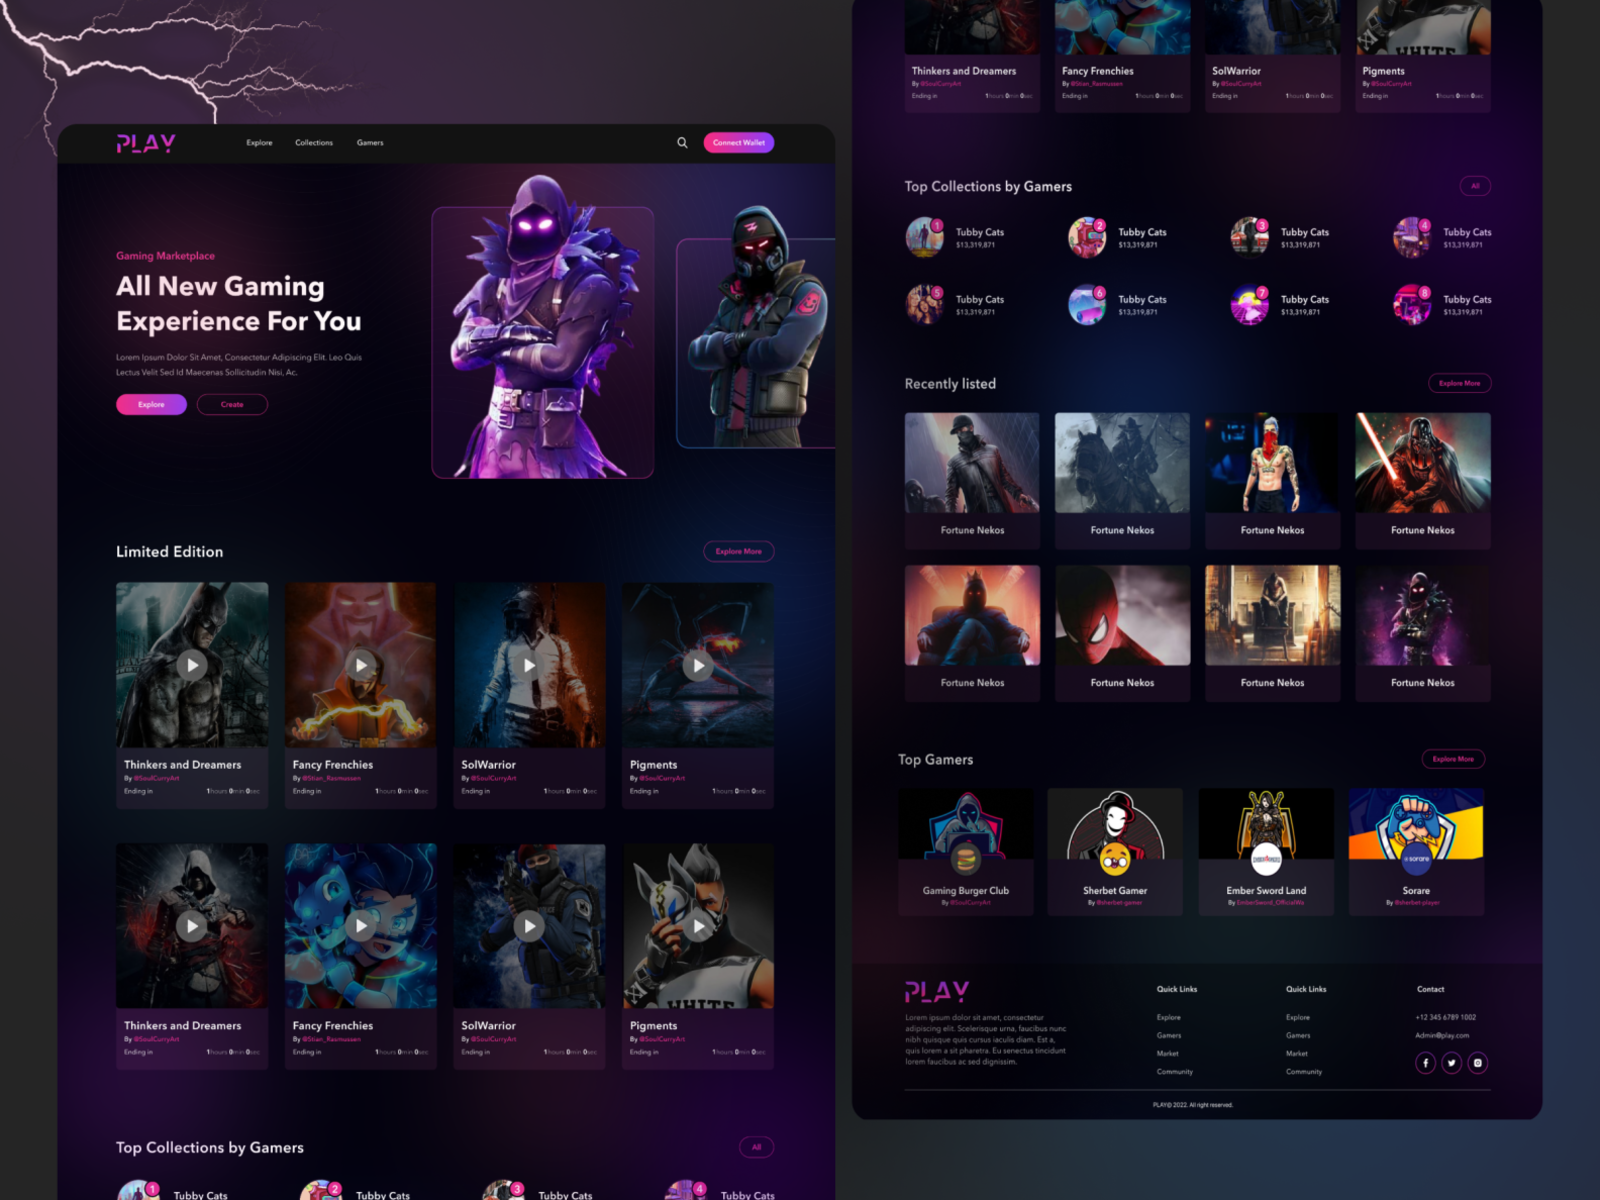 PLAY
Explore
Collections
Gamers
Connect Wallet
Gaming Marketplace
All New Gaming
Experience For You
Lorem Ipsum Dolor Sit Amet, Consectetur Adipiscing Elit. Leo Quis
Lectus Velit Sed Id Maecenas Sollicitudin Nisi, Ac.
Explore
Create
Limited Edition
Explore More
Thinkers and Dreamers
By @SoulCurryArt
Ending in
1hours 0min 0sec
Fancy Frenchies
By @Stian_Rasmussen
Ending in
1hours 0min 0sec
SolWarrior
By @SoulCurryArt
Ending in
1hours 0min 0sec
Pigments
By @SoulCurryArt
Ending in
1hours 0min 0sec
WHITE
Thinkers and Dreamers
By @SoulCurryArt
Ending in
1hours 0min 0sec
Fancy Frenchies
By @Stian_Rasmussen
Ending in
1hours 0min 0sec
SolWarrior
By @SoulCurryArt
Ending in
1hours 0min 0sec
Pigments
By @SoulCurryArt
Ending in
1hours 0min 0sec
Top Collections by Gamers
All
1
Tubby Cats
2
Tubby Cats
3
Tubby Cats
4
Tubby Cats
WHITE
Thinkers and Dreamers
By @SoulCurryArt
Ending in
1hours 0min 0sec
Fancy Frenchies
By @Stian_Rasmussen
Ending in
1hours 0min 0sec
SolWarrior
By @SoulCurryArt
Ending in
1hours 0min 0sec
Pigments
By @SoulCurryArt
Ending in
1hours 0min 0sec
Top Collections by Gamers
All
1
Tubby Cats
$13,319,871
2
Tubby Cats
$13,319,871
3
Tubby Cats
$13,319,871
4
Tubby Cats
$13,319,871
5
Tubby Cats
$13,319,871
6
Tubby Cats
$13,319,871
7
Tubby Cats
$13,319,871
8
Tubby Cats
$13,319,871
Recently listed
Explore More
Fortune Nekos
Fortune Nekos
Fortune Nekos
Fortune Nekos
Fortune Nekos
Fortune Nekos
Fortune Nekos
Fortune Nekos
Top Gamers
Explore More
Gaming Burger Club
By @SoulCurryArt
Sherbet Gamer
By @sherbet-gamer
Ember Sword Land
By EmberSword_OfficialWa
sorare
Sorare
By @sherbet-player
PLAY
Lorem ipsum dolor sit amet, consectetur
adipiscing elit. Scelerisque urna, faucibus nunc
nibh quisque quis cursus iaculis diam. Est a,
quis lorem a sit pharetra. Eu senectus tincidunt
lorem faucibus ac sed dignissim.
Quick Links
Explore
Gamers
Market
Community
Quick Links
Explore
Gamers
Market
Community
Contact
+12 345 6789 1002
Admin@play.com
PLAY© 2022. All right reserved.